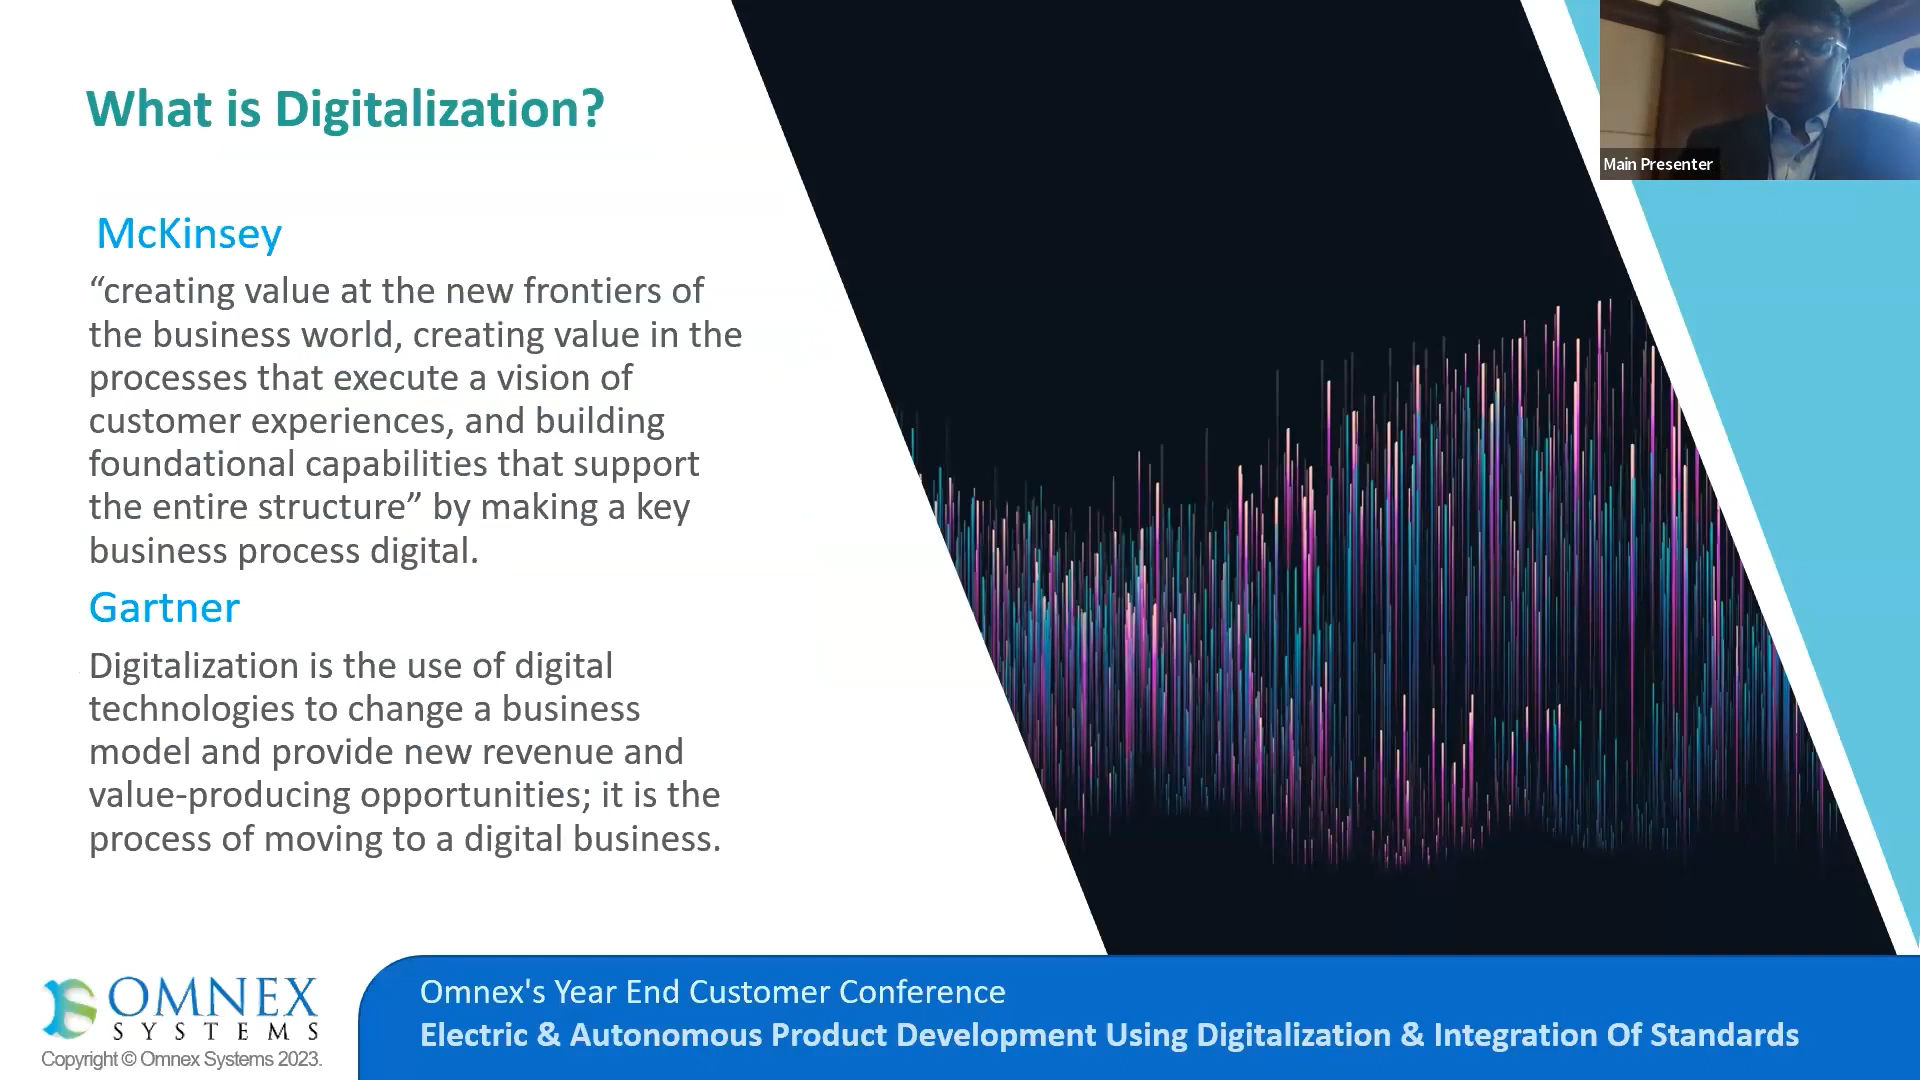 What is Digitalization?
Main Presenter
McKinsey
“creating value at the new frontiers of
the business world, creating value in the
processes that execute a vision of
customer experiences, and building
foundational capabilities that support
the entire structure” by making a key
business process digital.
Gartner
Digitalization is the use of digital
technologies to change a business
model and provide new revenue and
value-producing opportunities; it is the
process of moving to a digital business.
OMNEX
SYSTEMS
Copyright © Omnex Systems 2023.
Omnex's Year End Customer Conference
Electric & Autonomous Product Development Using Digitalization & Integration Of Standards